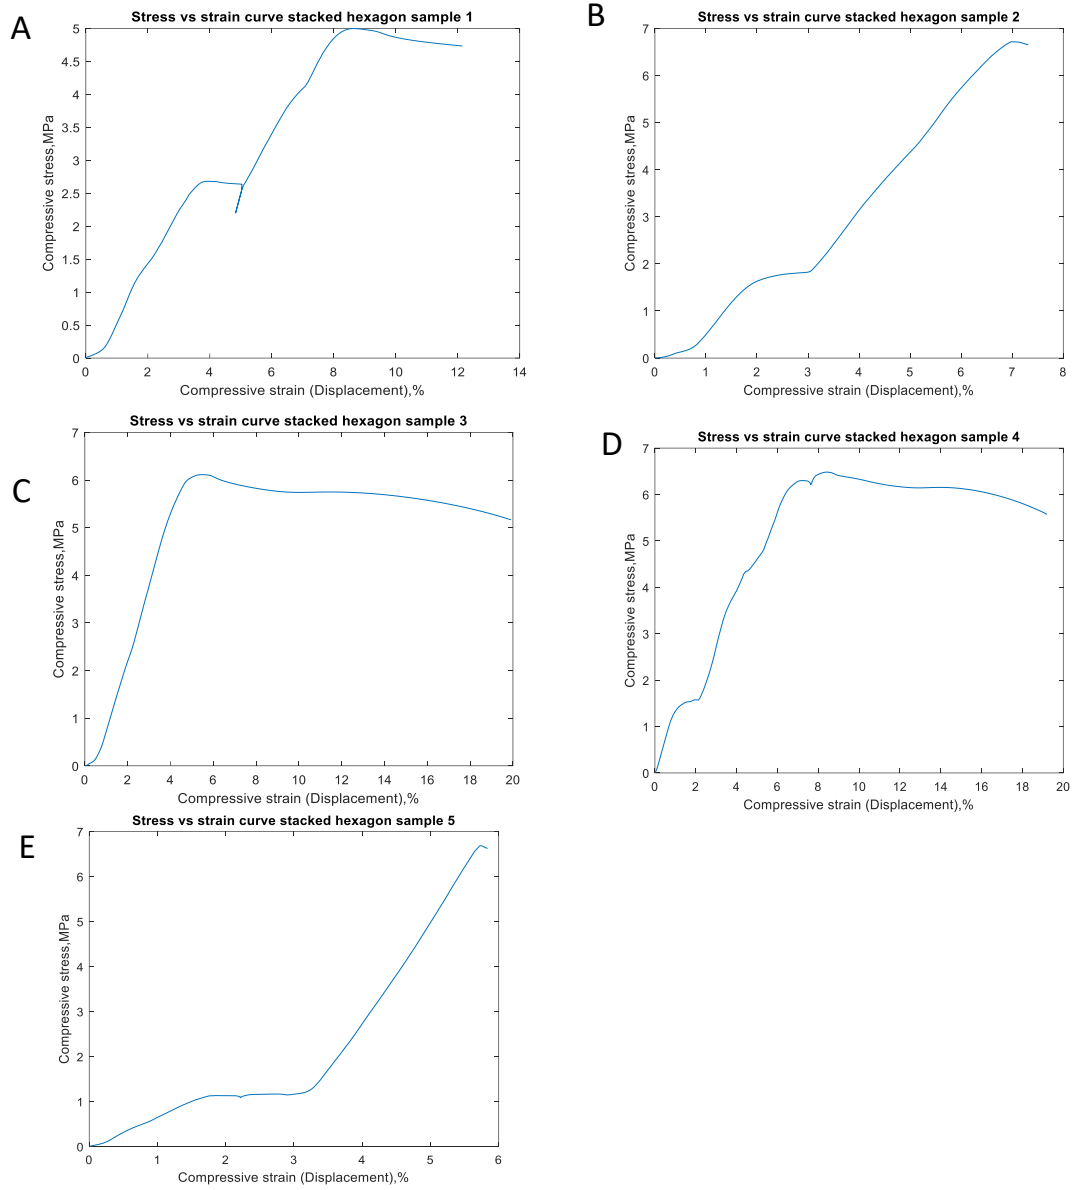 A
Stress vs strain curve stacked hexagon sample 1
5
4.5
4
3.5
3
2.5
2
1.5
1
0.5
0
Compressive stress,MPa
0 2 4 6 8 10 12 14
Compressive strain (Displacement),%
B
Stress vs strain curve stacked hexagon sample 2
7
6
5
4
3
2
1
0
Compressive stress,MPa
0 1 2 3 4 5 6 7 8
Compressive strain (Displacement),%
C
Stress vs strain curve stacked hexagon sample 3
7
6
5
4
3
2
1
0
Compressive stress,MPa
0 2 4 6 8 10 12 14 16 18 20
Compressive strain (Displacement),%
D
Stress vs strain curve stacked hexagon sample 4
7
6
5
4
3
2
1
0
Compressive stress,MPa
0 2 4 6 8 10 12 14 16 18 20
Compressive strain (Displacement),%
E
Stress vs strain curve stacked hexagon sample 5
7
6
5
4
3
2
1
0
Compressive stress,MPa
0 1 2 3 4 5 6
Compressive strain (Displacement),%